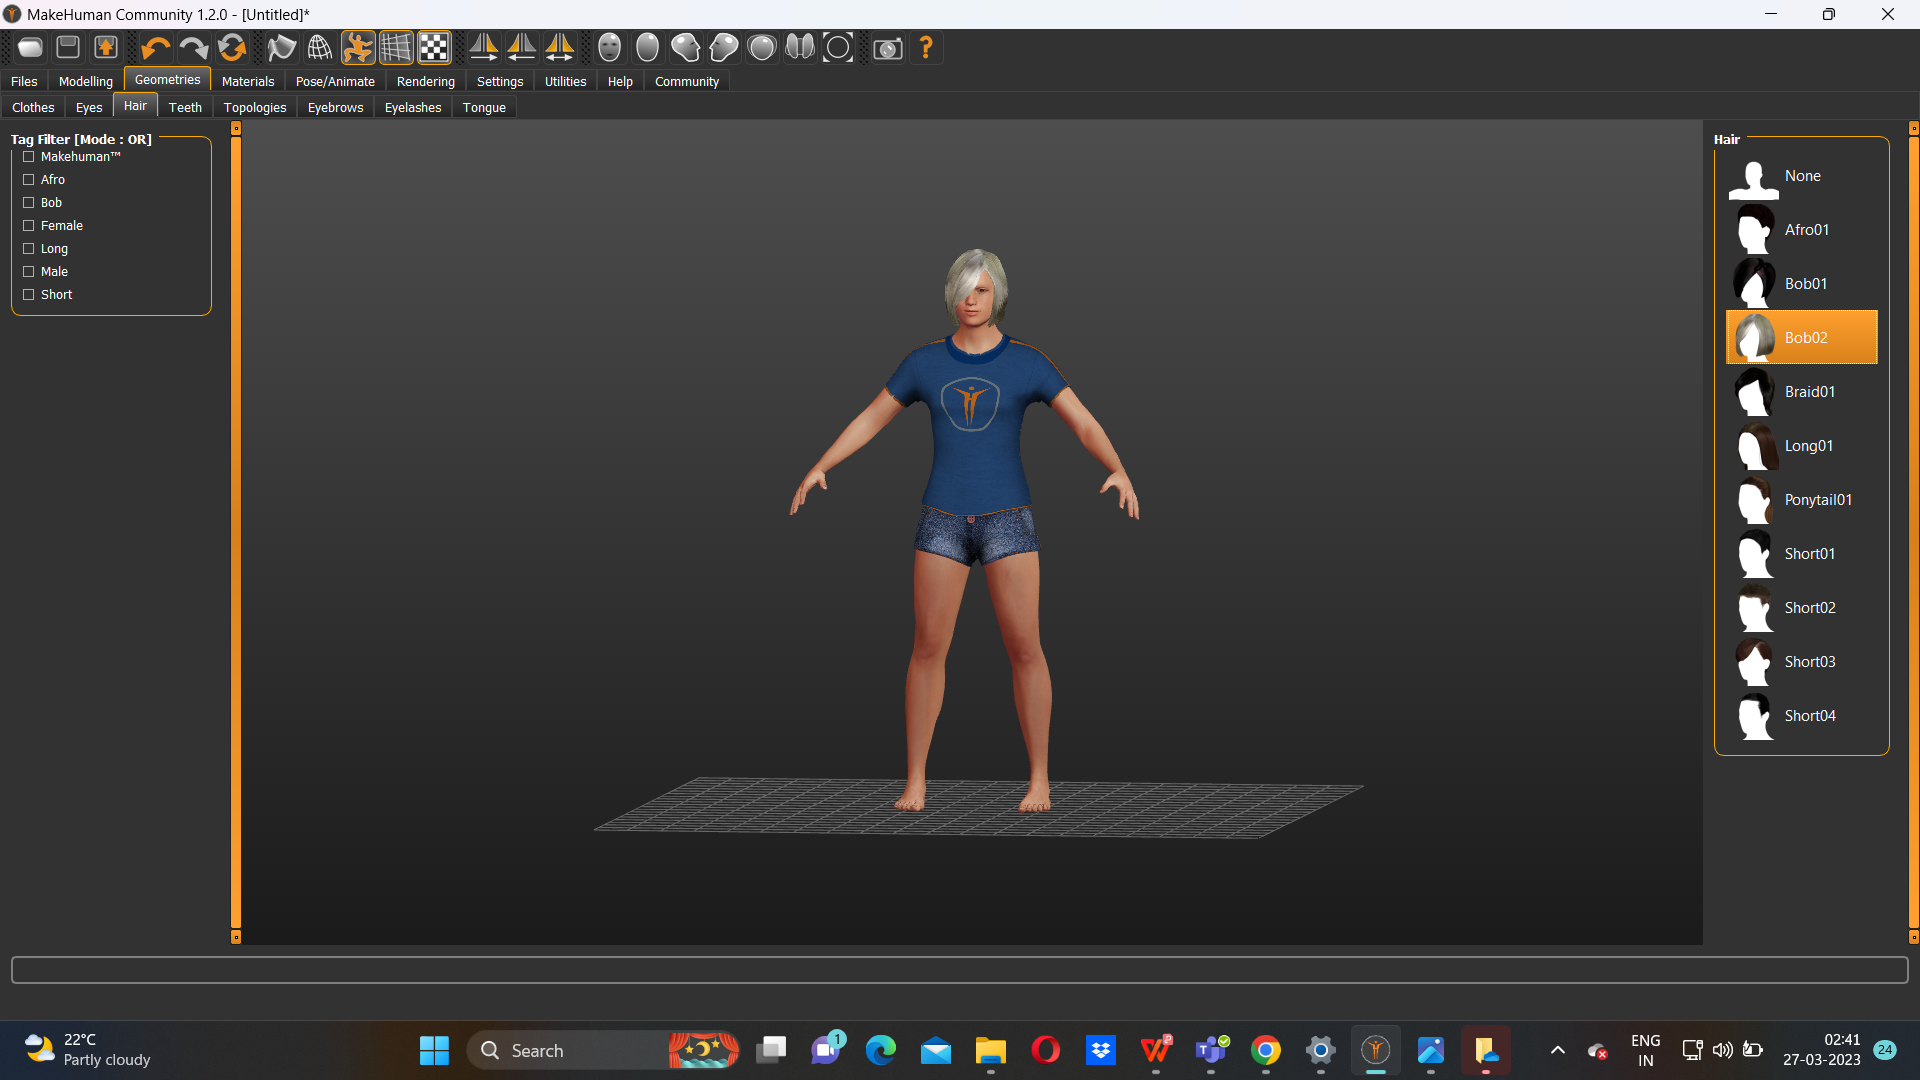 MakeHuman Community 1.2.0 - [Untitled]*
Files Modelling Geometries Materials Pose/Animate Rendering Settings Utilities Help Community
Clothes Eyes Hair Teeth Topologies Eyebrows Eyelashes Tongue
Tag Filter [Mode : OR]
Makehuman™
Afro
Bob
Female
Long
Male
Short
Hair
None
Afro01
Bob01
Bob02
Braid01
Long01
Ponytail01
Short01
Short02
Short03
Short04
22°C
Partly cloudy
Search
1
ENG
IN
02:41
27-03-2023
24